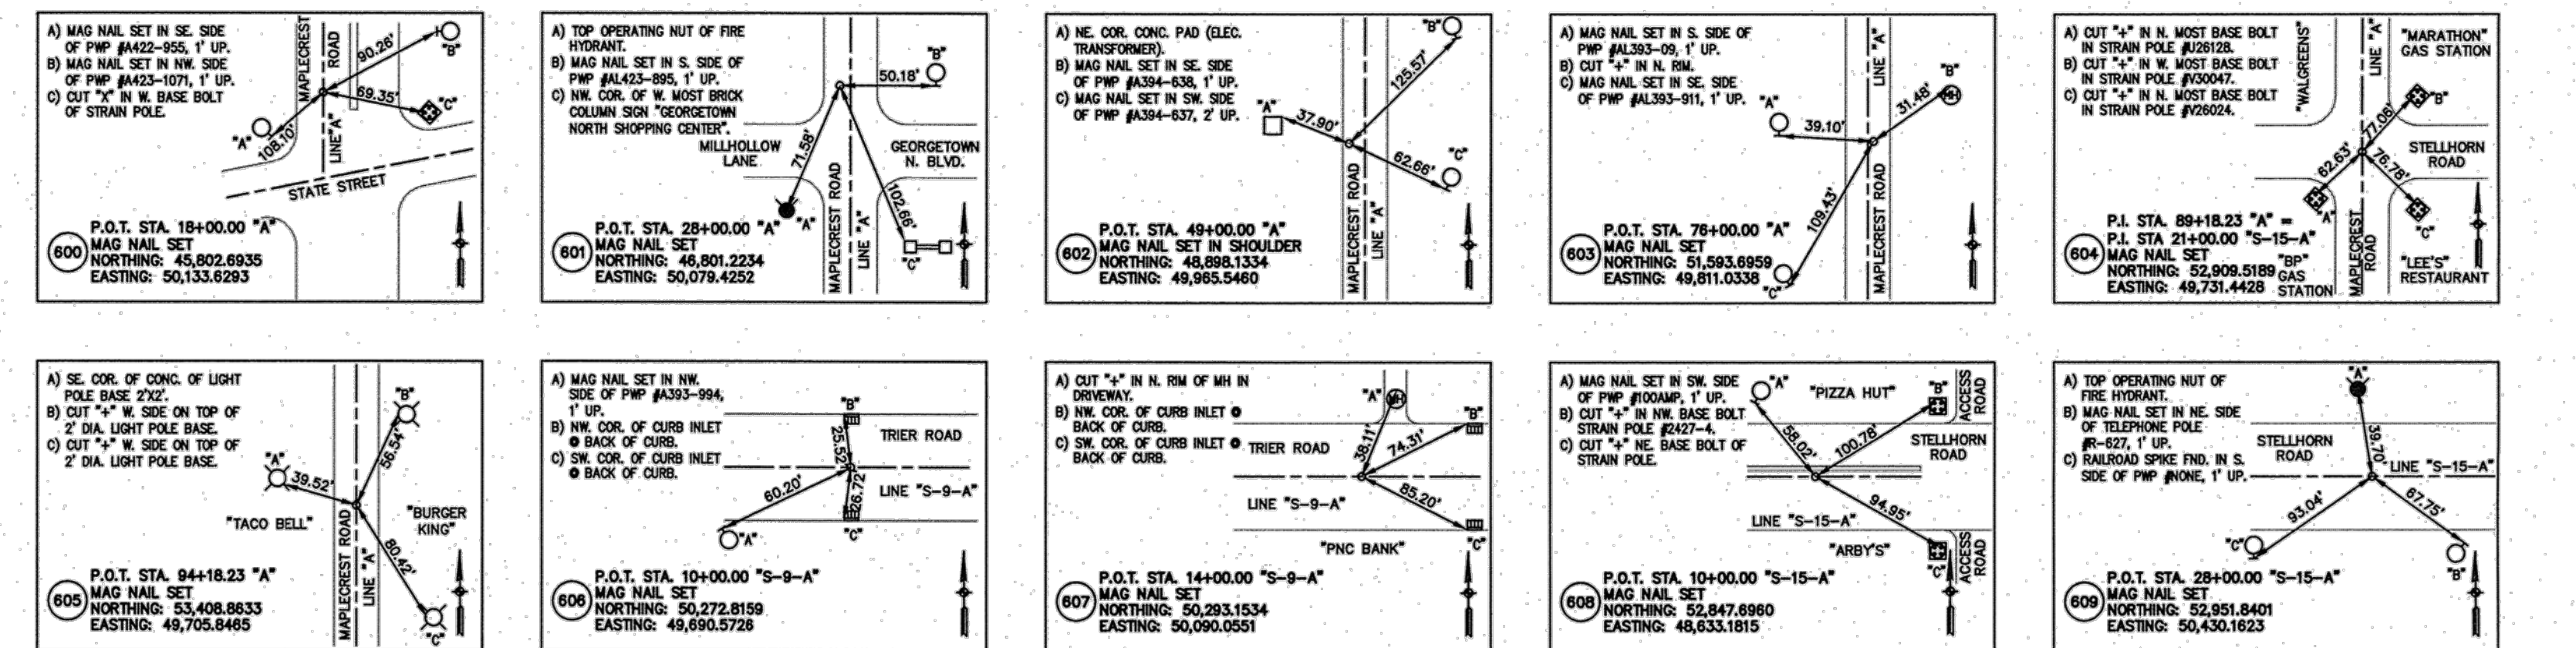 A) MAG NAIL SET IN SE. SIDE
OF PWP #A422-955, 1' UP.
B) MAG NAIL SET IN NW. SIDE
OF PWP #A423-1071, 1' UP.
C) CUT "X" IN W. BASE BOLT
OF STRAIN POLE.
MAPLECREST
ROAD
90.26'
"B"
69.35'
"C"
"A"
108.10'
LINE "A"
STATE STREET
600
P.O.T. STA. 18+00.00 "A"
MAG NAIL SET
NORTHING: 45,802.6935
EASTING: 50,133.6293
A) TOP OPERATING NUT OF FIRE
HYDRANT.
B) MAG NAIL SET IN S. SIDE OF
PWP #AL423-895, 1' UP.
C) NW. COR. OF W. MOST BRICK
COLUMN SIGN "GEORGETOWN
NORTH SHOPPING CENTER".
"B"
50.18'
MILLHOLLOW
LANE
71.58'
GEORGETOWN
N. BLVD.
102.66'
"A"
"C"
MAPLECREST ROAD
LINE "A"
601
P.O.T. STA. 28+00.00 "A"
MAG NAIL SET
NORTHING: 46,801.2234
EASTING: 50,079.4252
A) NE. COR. CONC. PAD (ELEC.
TRANSFORMER).
B) MAG NAIL SET IN SE. SIDE
OF PWP #A394-638, 1' UP.
C) MAG NAIL SET IN SW. SIDE
OF PWP #A394-637, 2' UP.
"B"
125.57'
"A"
37.90'
62.66'
"C"
MAPLECREST ROAD
LINE "A"
602
P.O.T. STA. 49+00.00 "A"
MAG NAIL SET IN SHOULDER
NORTHING: 48,898.1334
EASTING: 49,965.5460
A) MAG NAIL SET IN S. SIDE OF
PWP #AL393-09, 1' UP.
B) CUT "+" IN N. RIM.
C) MAG NAIL SET IN SE. SIDE
OF PWP #AL393-911, 1' UP.
LINE "A"
"B"
MH
31.48'
"A"
39.10'
109.43'
"C"
MAPLECREST ROAD
603
P.O.T. STA. 76+00.00 "A"
MAG NAIL SET
NORTHING: 51,593.6959
EASTING: 49,811.0338
A) CUT "+" IN N. MOST BASE BOLT
IN STRAIN POLE #U26128.
B) CUT "+" IN W. MOST BASE BOLT
IN STRAIN POLE #V30047.
C) CUT "+" IN N. MOST BASE BOLT
IN STRAIN POLE #V26024.
"WALGREENS"
LINE "A"
"MARATHON"
GAS STATION
"B"
77.06'
STELLHORN
ROAD
62.63'
76.78'
"A"
"C"
MAPLECREST
ROAD
"BP"
GAS
STATION
"LEE'S"
RESTAURANT
604
P.I. STA. 89+18.23 "A" =
P.I. STA 21+00.00 "S-15-A"
MAG NAIL SET
NORTHING: 52,909.5189
EASTING: 49,731.4428
A) SE. COR. OF CONC. OF LIGHT
POLE BASE 2'X2'.
B) CUT "+" W. SIDE ON TOP OF
2' DIA. LIGHT POLE BASE.
C) CUT "+" W. SIDE ON TOP OF
2' DIA. LIGHT POLE BASE.
"B"
56.54'
"A"
39.52'
"TACO BELL"
"BURGER
KING"
80.42'
"C"
MAPLECREST ROAD
LINE "A"
605
P.O.T. STA. 94+18.23 "A"
MAG NAIL SET
NORTHING: 53,408.8633
EASTING: 49,705.8465
A) MAG NAIL SET IN NW.
SIDE OF PWP #A393-994,
1' UP.
B) NW. COR. OF CURB INLET
@ BACK OF CURB.
C) SW. COR. OF CURB INLET
@ BACK OF CURB.
"B"
25.52'
TRIER ROAD
60.20'
26.72'
LINE "S-9-A"
"A"
"C"
606
P.O.T. STA. 10+00.00 "S-9-A"
MAG NAIL SET
NORTHING: 50,272.8159
EASTING: 49,690.5726
A) CUT "+" IN N. RIM OF MH IN
DRIVEWAY.
B) NW. COR. OF CURB INLET @
BACK OF CURB.
C) SW. COR. OF CURB INLET @
BACK OF CURB.
"A"
MH
"B"
TRIER ROAD
38.11'
74.31'
LINE "S-9-A"
85.20'
"PNC BANK"
"C"
607
P.O.T. STA. 14+00.00 "S-9-A"
MAG NAIL SET
NORTHING: 50,293.1534
EASTING: 50,090.0551
A) MAG NAIL SET IN SW. SIDE
OF PWP #100AMP, 1' UP.
B) CUT "+" IN NW. BASE BOLT
STRAIN POLE #2427-4.
C) CUT "+" NE. BASE BOLT OF
STRAIN POLE.
"A"
"PIZZA HUT"
"B"
ACCESS
ROAD
58.02'
100.78'
STELLHORN
ROAD
94.95'
LINE "S-15-A"
"ARBY'S"
"C"
ACCESS
ROAD
608
P.O.T. STA. 10+00.00 "S-15-A"
MAG NAIL SET
NORTHING: 52,847.6960
EASTING: 48,633.1815
A) TOP OPERATING NUT OF
FIRE HYDRANT.
B) MAG NAIL SET IN NE. SIDE
OF TELEPHONE POLE
#R-627, 1' UP.
C) RAILROAD SPIKE FND. IN S.
SIDE OF PWP #NONE, 1' UP.
"A"
STELLHORN
ROAD
39.70'
LINE "S-15-A"
93.04'
67.75'
"C"
"B"
609
P.O.T. STA. 28+00.00 "S-15-A"
MAG NAIL SET
NORTHING: 52,951.8401
EASTING: 50,430.1623